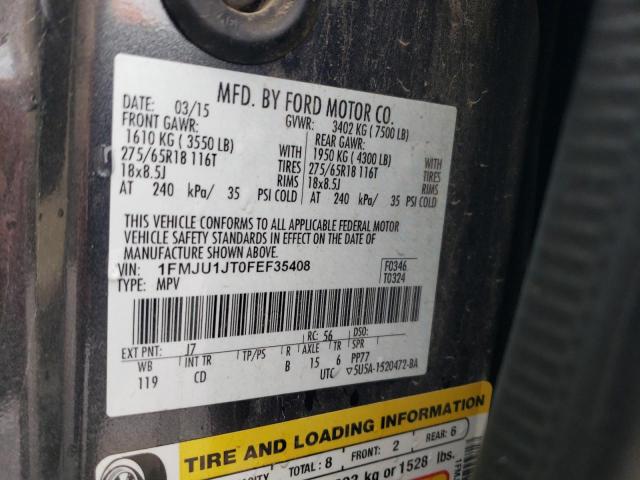 MFD. BY FORD MOTOR CO.
DATE: 03/15 GVWR: 3402 KG ( 7500 LB)
FRONT GAWR: REAR GAWR:
1610 KG ( 3550 LB) WITH 1950 KG ( 4300 LB) WITH
275/65R18 116T TIRES 275/65R18 116T TIRES
18x8.5J RIMS 18x8.5J RIMS
AT 240 kPa/ 35 PSI COLD AT 240 kPa/ 35 PSI COLD
THIS VEHICLE CONFORMS TO ALL APPLICABLE FEDERAL MOTOR
VEHICLE SAFETY STANDARDS IN EFFECT ON THE DATE OF
MANUFACTURE SHOWN ABOVE.
VIN: 1FMJU1JT0FEF35408 F0346
TYPE: MPV T0324
EXT PNT: J7 RC: 56 DSO:
WB INT TR TP/PS R AXLE TR SPR
119 CD B 15 6 PP77
UTC ▽5U5A-1520472-BA
TIRE AND LOADING INFORMATION
TOTAL: 8 FRONT: 2 REAR: 6
kg or 1528 lbs.